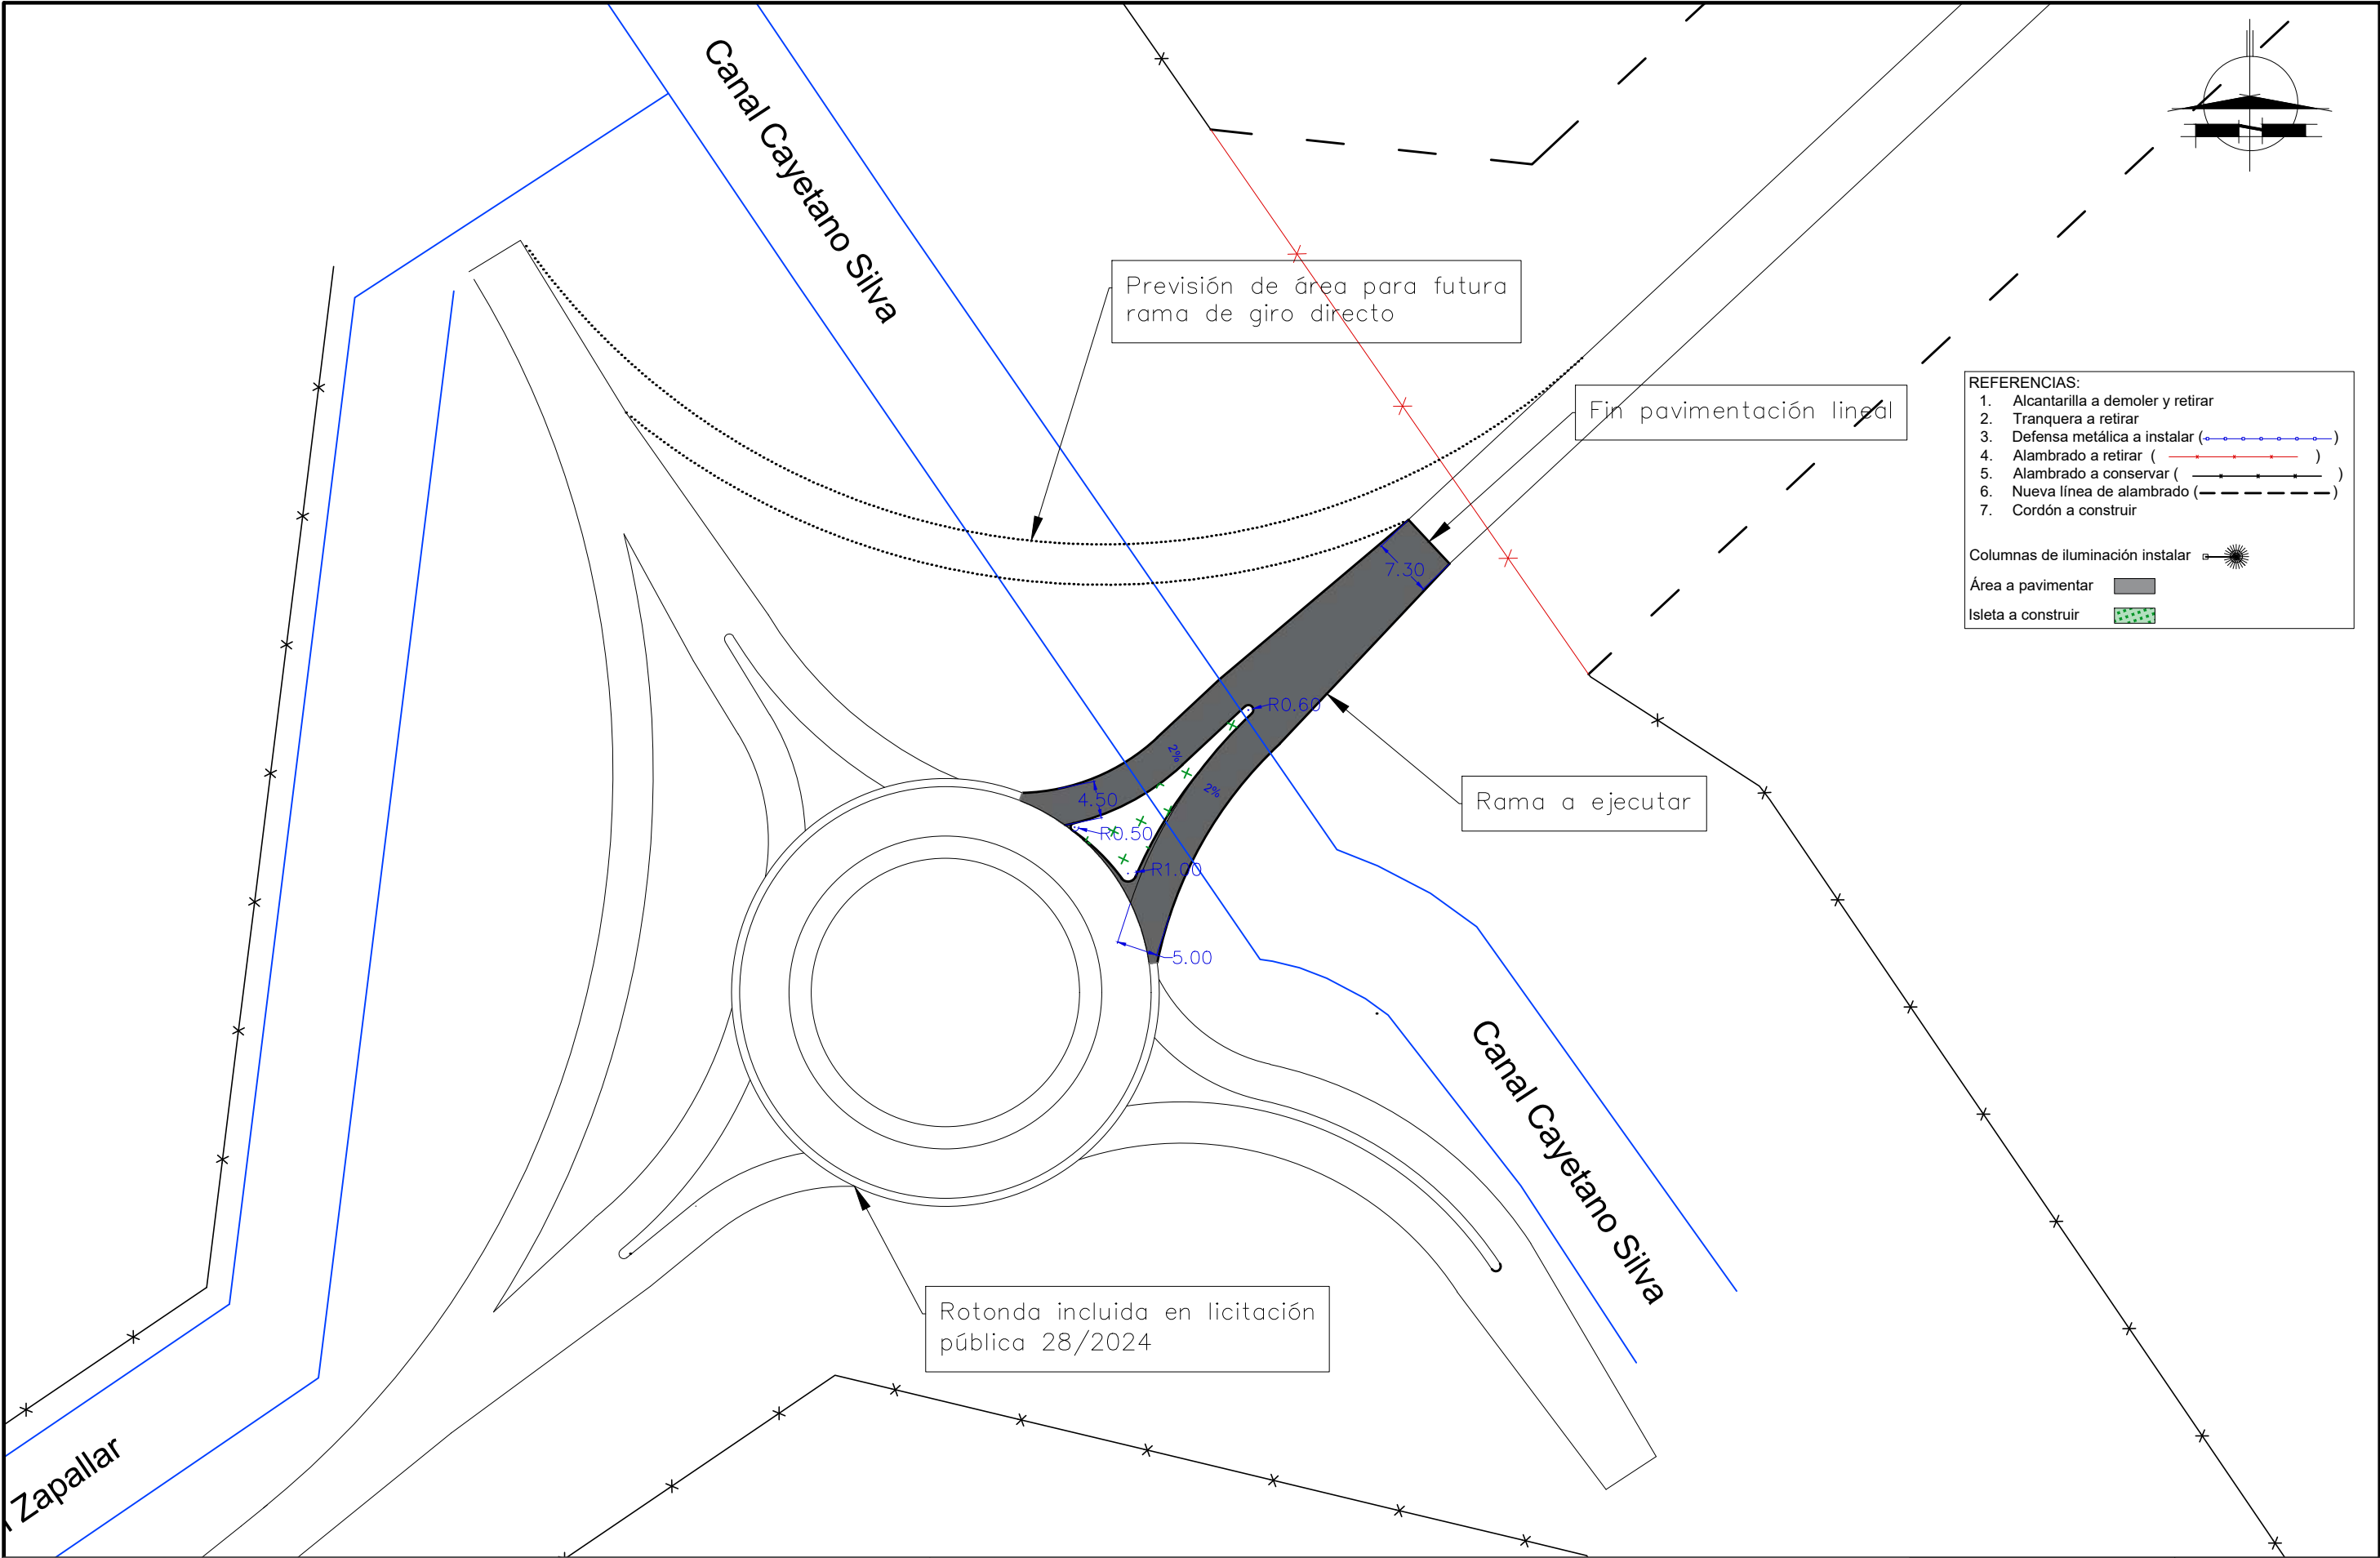 Canal Cayetano Silva
Previsión de área para futura
rama de giro directo
Fin pavimentación lineal
REFERENCIAS:
1. Alcantarilla a demoler y retirar
2. Tranquera a retirar
3. Defensa metálica a instalar ( )
4. Alambrado a retirar ( )
5. Alambrado a conservar ( )
6. Nueva línea de alambrado ( )
7. Cordón a construir
Columnas de iluminación instalar
Área a pavimentar
Isleta a construir
7.30
R0.60
2%
2%
4.50
R0.50
R1.00
5.00
Rama a ejecutar
Canal Cayetano Silva
Rotonda incluida en licitación
pública 28/2024
Zapallar